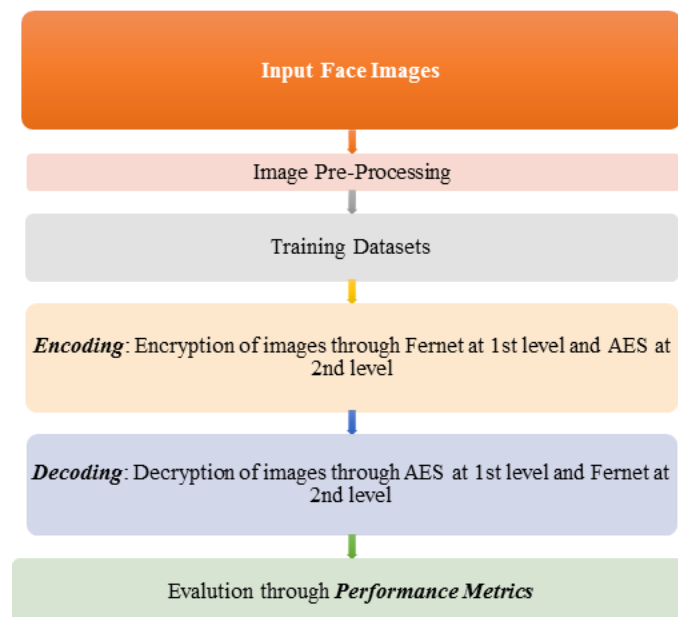 Input Face Images
Image Pre-Processing
Training Datasets
Encoding: Encryption of images through Fernet at 1st level and AES at
2nd level
Decoding: Decryption of images through AES at 1st level and Fernet at
2nd level
Evalution through Performance Metrics